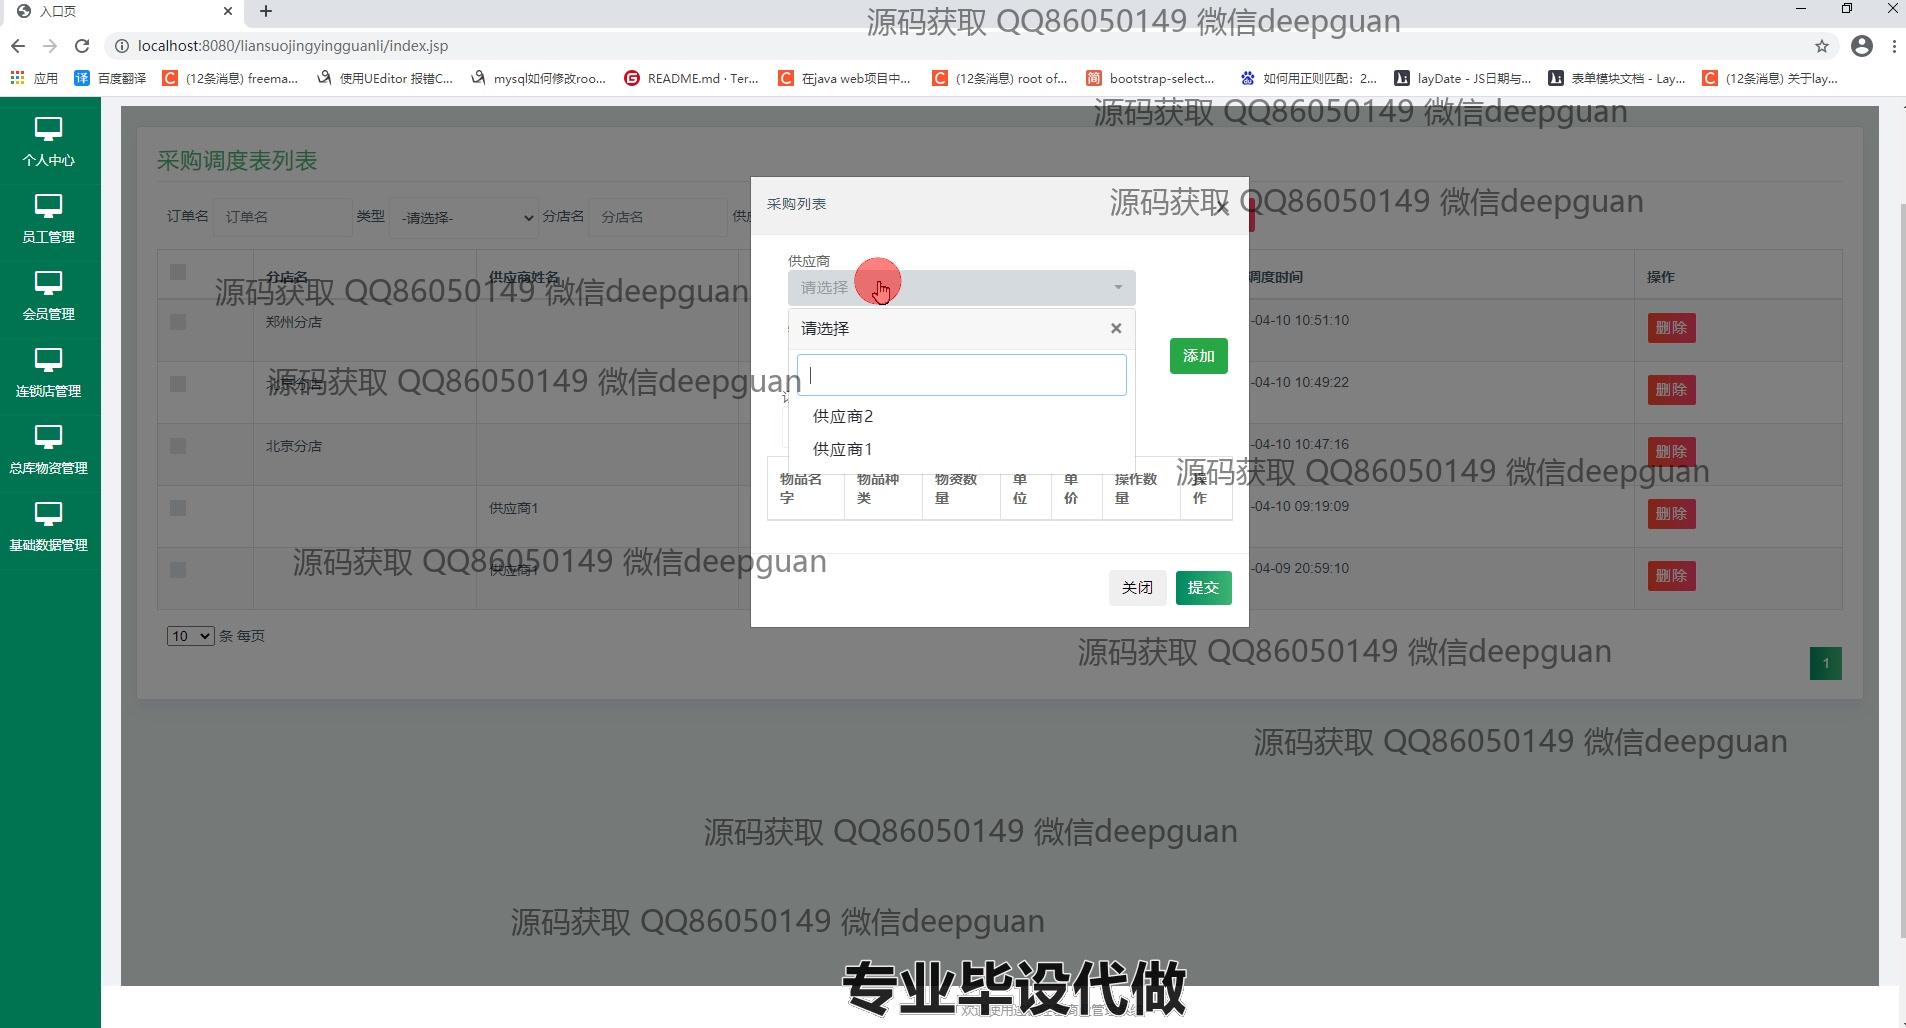 入口页
源码获取 QQ86050149 微信deepguan
localhost:8080/liansuojingyingguanli/index.jsp
应用
百度翻译
(12条消息) freema...
使用UEditor 报错C...
mysql如何修改roo...
README.md · Ter...
在java web项目中...
(12条消息) root of...
bootstrap-select...
如何用正则匹配：2...
layDate - JS日期与...
表单模块文档 - Lay...
(12条消息) 关于lay...
源码获取 QQ86050149 微信deepguan
个人中心
员工管理
会员管理
连锁店管理
总库物资管理
基础数据管理
采购调度表列表
订单名 订单名 类型 -请选择- 分店名 分店名
采购列表
源码获取 QQ86050149 微信deepguan
供应商
请选择
请选择
供应商2
供应商1
添加
物品名字 物品种类 物资数量 单位 单价 操作数量 操作
关闭 提交
分店名 供应商姓名 调度时间 操作
源码获取 QQ86050149 微信deepguan
郑州分店 -04-10 10:51:10 删除
北京分店 -04-10 10:49:22 删除
源码获取 QQ86050149 微信deepguan
北京分店 -04-10 10:47:16 删除
源码获取 QQ86050149 微信deepguan
供应商1 -04-10 09:19:09 删除
源码获取 QQ86050149 微信deepguan
供应商1 -04-09 20:59:10 删除
10 条 每页
源码获取 QQ86050149 微信deepguan
1
源码获取 QQ86050149 微信deepguan
源码获取 QQ86050149 微信deepguan
源码获取 QQ86050149 微信deepguan
专业毕设代做